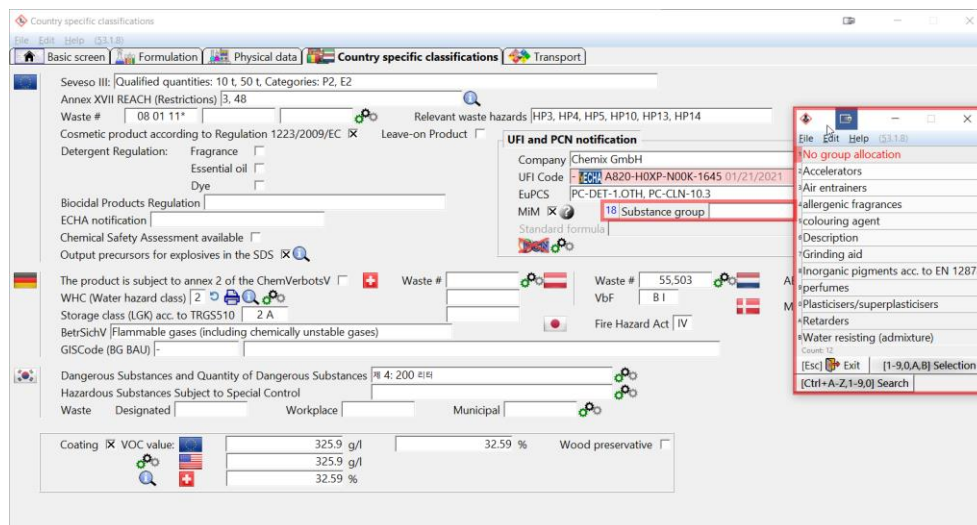 Country specific classifications
File Edit Help (5.1.8)
Basic screen Formulation Physical data Country specific classifications Transport
Seveso III: Qualified quantities: 10 t, 50 t, Categories: P2, E2
Annex XVII REACH (Restrictions) 3, 48
Waste # 08 01 11* Relevant waste hazards HP3, HP4, HP5, HP10, HP13, HP14
Cosmetic product according to Regulation 1223/2009/EC Leave-on Product
Detergent Regulation: Fragrance
Essential oil
Dye
Biocidal Products Regulation
ECHA notification
Chemical Safety Assessment available
Output precursors for explosives in the SDS
UFI and PCN notification
Company Chemix GmbH
UFI Code - ECHA A820-H0XP-N00K-1645 01/21/2021
EuPCS PC-DET-1.OTH, PC-CLN-10.3
MiM 18 Substance group
Standard formula
The product is subject to annex 2 of the ChemVerbotsV Waste # Waste # 55,503
WHC (Water hazard class) 2 VbF B I
Storage class (LGK) acc. to TRGS510 2 A Fire Hazard Act IV
BetrSichV Flammable gases (including chemically unstable gases)
GISCode (BG BAU) -
Dangerous Substances and Quantity of Dangerous Substances 제 4: 200 리터
Hazardous Substances Subject to Special Control
Waste Designated Workplace Municipal
Coating VOC value: 325.9 g/l 32.59 % Wood preservative
325.9 g/l
32.59 %
File Edit Help (5.1.8)
No group allocation
Accelerators
Air entrainers
allergenic fragrances
colouring agent
Description
Grinding aid
Inorganic pigments acc. to EN 1287
perfumes
Plasticisers/superplasticisers
Retarders
Water resisting (admixture)
Count: 12
[Esc] Exit [1-9,0,A,B] Selection
[Ctrl+A-Z,1-9,0] Search